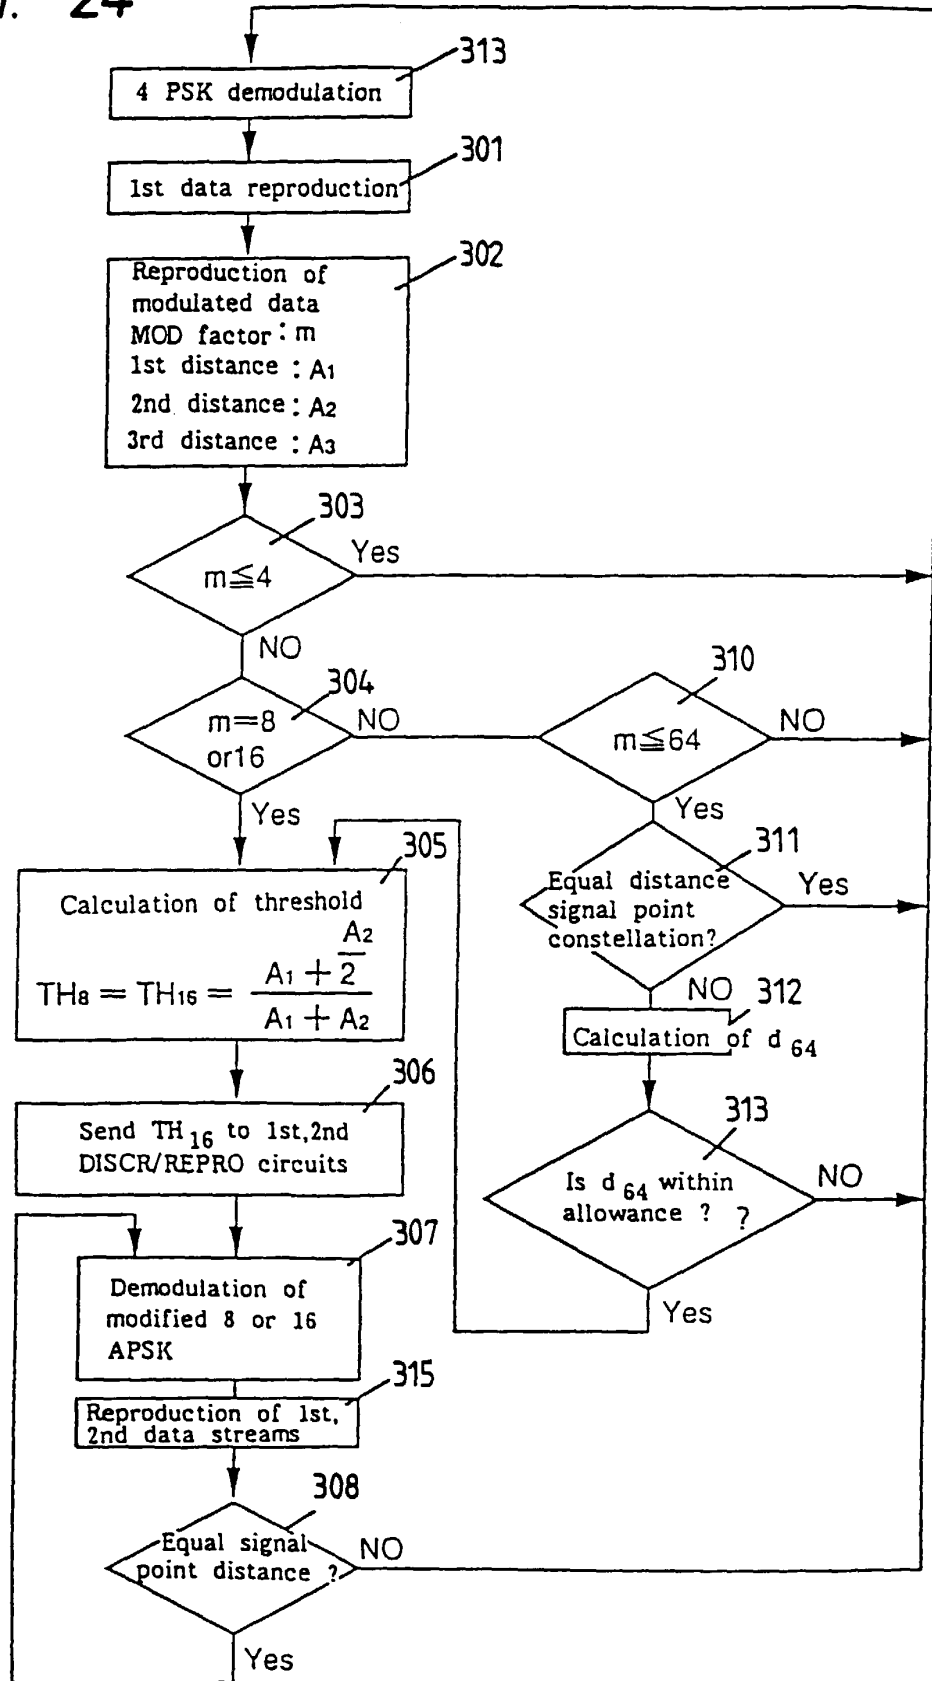 24
313
4 PSK demodulation
301
1st data reproduction
302
Reproduction of
modulated data
MOD factor : m
1st distance : A1
2nd distance : A2
3rd distance : A3
303
m≦4
Yes
NO
304
m=8
or16
NO
Yes
310
m≦64
NO
Yes
311
Equal distance
signal point
constellation?
Yes
NO
305
Calculation of threshold
TH8 = TH16 = (A1 + A2/2) / (A1 + A2)
312
Calculation of d 64
306
Send TH16 to 1st,2nd
DISCR/REPRO circuits
313
Is d64 within
allowance ? ?
NO
Yes
307
Demodulation of
modified 8 or 16
APSK
315
Reproduction of 1st,
2nd data streams
308
Equal signal
point distance ?
NO
Yes